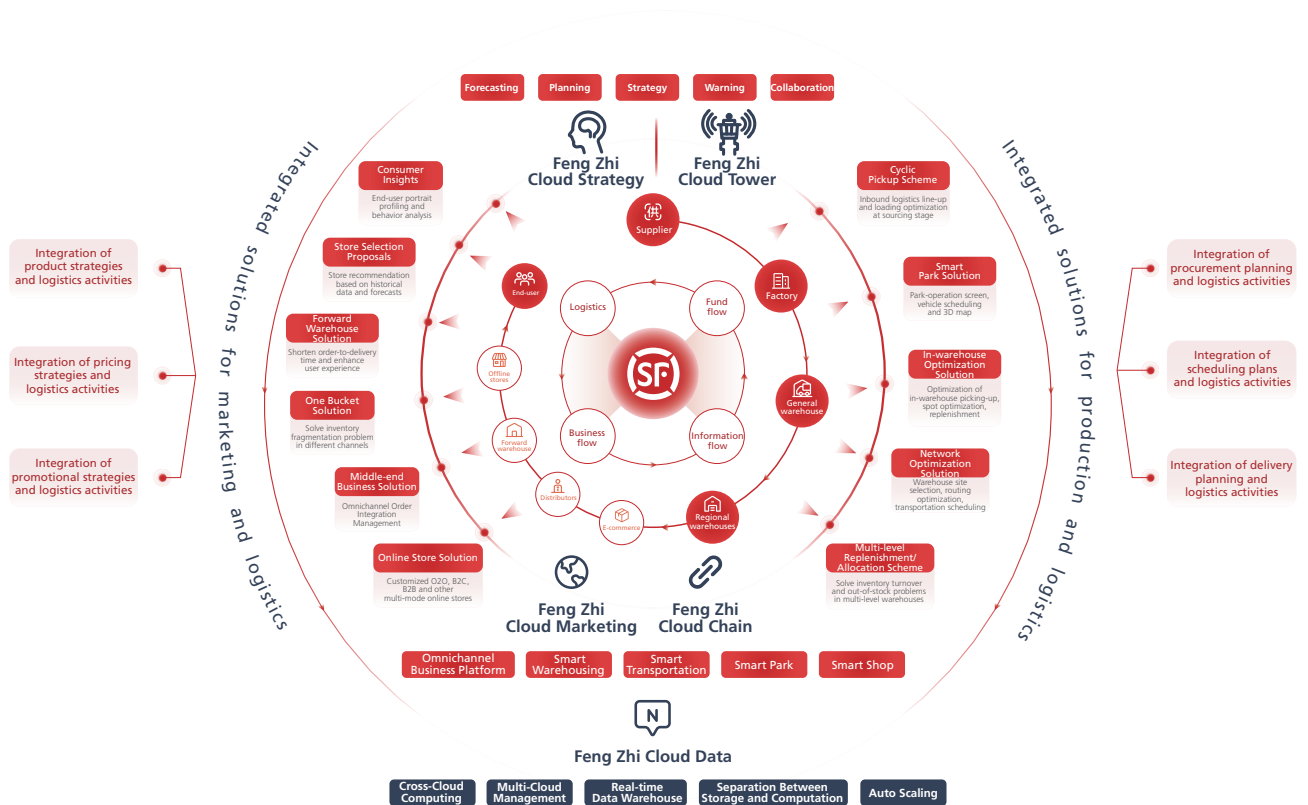 Forecasting
Planning
Strategy
Warning
Collaboration
Feng Zhi
Cloud Strategy
Feng Zhi
Cloud Tower
Integrated solutions for marketing and logistics
Integrated solutions for production and logistics
Integration of
product strategies
and logistics activities
Integration of pricing
strategies and
logistics activities
Integration of
promotional strategies
and logistics activities
Consumer
Insights
End-user portrait
profiling and
behavior analysis
Store Selection
Proposals
Store recommendation
based on historical
data and forecasts
Forward
Warehouse
Solution
Shorten order-to-delivery
time and enhance
user experience
One Bucket
Solution
Solve inventory
fragmentation problem
in different channels
Middle-end
Business Solution
Omnichannel Order
Integration
Management
Online Store Solution
Customized O2O, B2C,
B2B and other
multi-mode online stores
Supplier
Factory
General
warehouse
Regional
warehouses
E-commerce
Distributors
Forward
warehouse
Offline
stores
End-user
Logistics
Fund
flow
SF
Business
flow
Information
flow
Cyclic
Pickup Scheme
Inbound logistics line-up
and loading optimization
at sourcing stage
Smart
Park Solution
Park-operation screen,
vehicle scheduling
and 3D map
In-warehouse
Optimization
Solution
Optimization of
in-warehouse picking-up,
spot optimization,
replenishment
Network
Optimization
Solution
Warehouse site
selection, routing
optimization,
transportation scheduling
Multi-level
Replenishment/
Allocation Scheme
Solve inventory turnover
and out-of-stock problems
in multi-level warehouses
Integration of
procurement planning
and logistics activities
Integration of
scheduling plans
and logistics activities
Integration of delivery
planning and
logistics activities
Feng Zhi
Cloud Marketing
Feng Zhi
Cloud Chain
Omnichannel
Business Platform
Smart
Warehousing
Smart
Transportation
Smart Park
Smart Shop
N
Feng Zhi Cloud Data
Cross-Cloud
Computing
Multi-Cloud
Management
Real-time
Data Warehouse
Separation Between
Storage and Computation
Auto Scaling